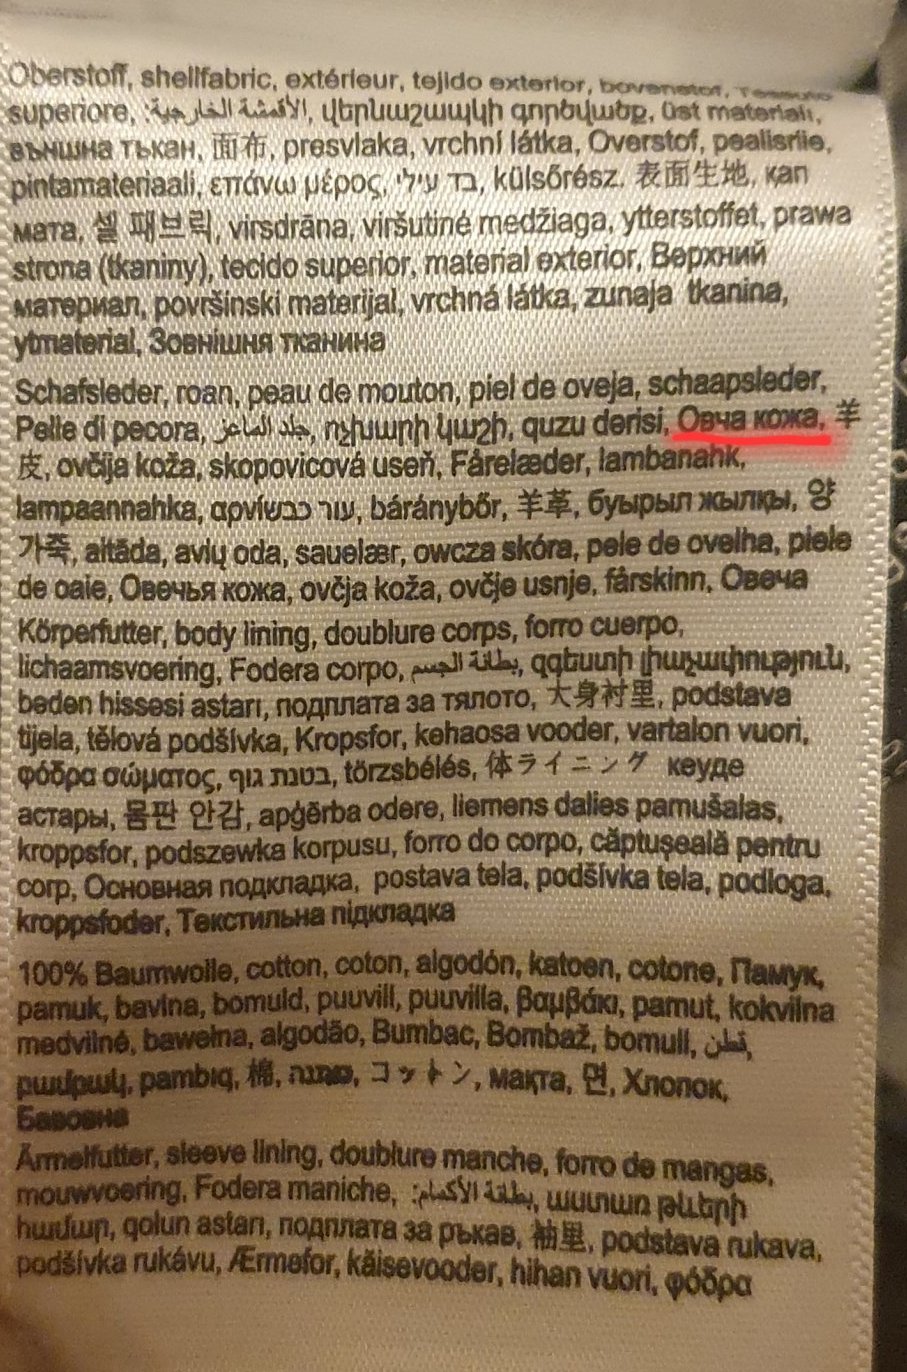 Oberstoff, shellfabric, extérieur, tejido exterior, bovenstof, Tessuto
superiore, الأقمشة الخارجية:, վերնաշապկի գործվածք, üst materialı,
външна тъкан, 面布, presvlaka, vrchní látka, Overstof, pealisriie,
pintamateriaali, επάνω μέρος, בד עילי, külsőrész. 表面生地, қап
мата, 셀 패브릭, virsdrāna, viršutinė medžiaga, ytterstoffet, prawa
strona (tkaniny), tecido superior, material exterior, Верхний
материал, površinski materijal, vrchná látka, zunaja tkanina,
ytmaterial, Зовнішня тканина
Schafsleder, roan, peau de mouton, piel de oveja, schaapsleder,
Pelle di pecora, جلد الماعز, ոչխարի կաշի, quzu dərisi, Овча кожа, 羊
皮, ovčija koža, skopovicová useň, Fårelæder, lambanahk,
lampaannahka, αρνίσι, עור כבש, báránybőr, 羊革, буырыл жылқы, 양
가죽, aitāda, avių oda, sauelær, owcza skóra, pele de ovelha, piele
de oaie, Овечья кожа, ovčja koža, ovčje usnje, fårskinn, Овеча
Körperfutter, body lining, doublure corps, forro cuerpo,
lichaamsvoering, Fodera corpo, بطانة الجسم, զգեստի լիաչափություն,
bədən hissəsi astarı, подплата за тялото, 大身衬里, podstava
tijela, tělová podšívka, Kropsfor, kehaosa vooder, vartalon vuori,
φόδρα σώματος, בטנת גוף, törzsbélés, 体ライニング кеуде
астары, 몸판 안감, apģērba odere, liemens dalies pamušalas,
kroppsfor, podszewka korpusu, forro do corpo, căptuşeală pentru
corp, Основная подкладка, postava tela, podšívka tela, podloga,
kroppsfoder, Текстильна підкладка
100% Baumwolle, cotton, coton, algodón, katoen, cotone, Памук,
pamuk, bavlna, bomuld, puuvill, puuvilla, βαμβάκι, pamut, kokvilna
medvilnė, bawełna, algodão, Bumbac, Bombaž, bomull, قطن,
բամբակ, pambıq, 棉, כותנה, コットン, мақта, 면, Хлопок,
Бавовна
Ärmelfutter, sleeve lining, doublure manche, forro de mangas,
mouwvoering, Fodera maniche, بطانة الأكمام:, աստառ թևերի
համար, qolun astarı, подплата за ръкав, 袖里, podstava rukava,
podšívka rukávu, Ærmefor, käisevooder, hihan vuori, φόδρα